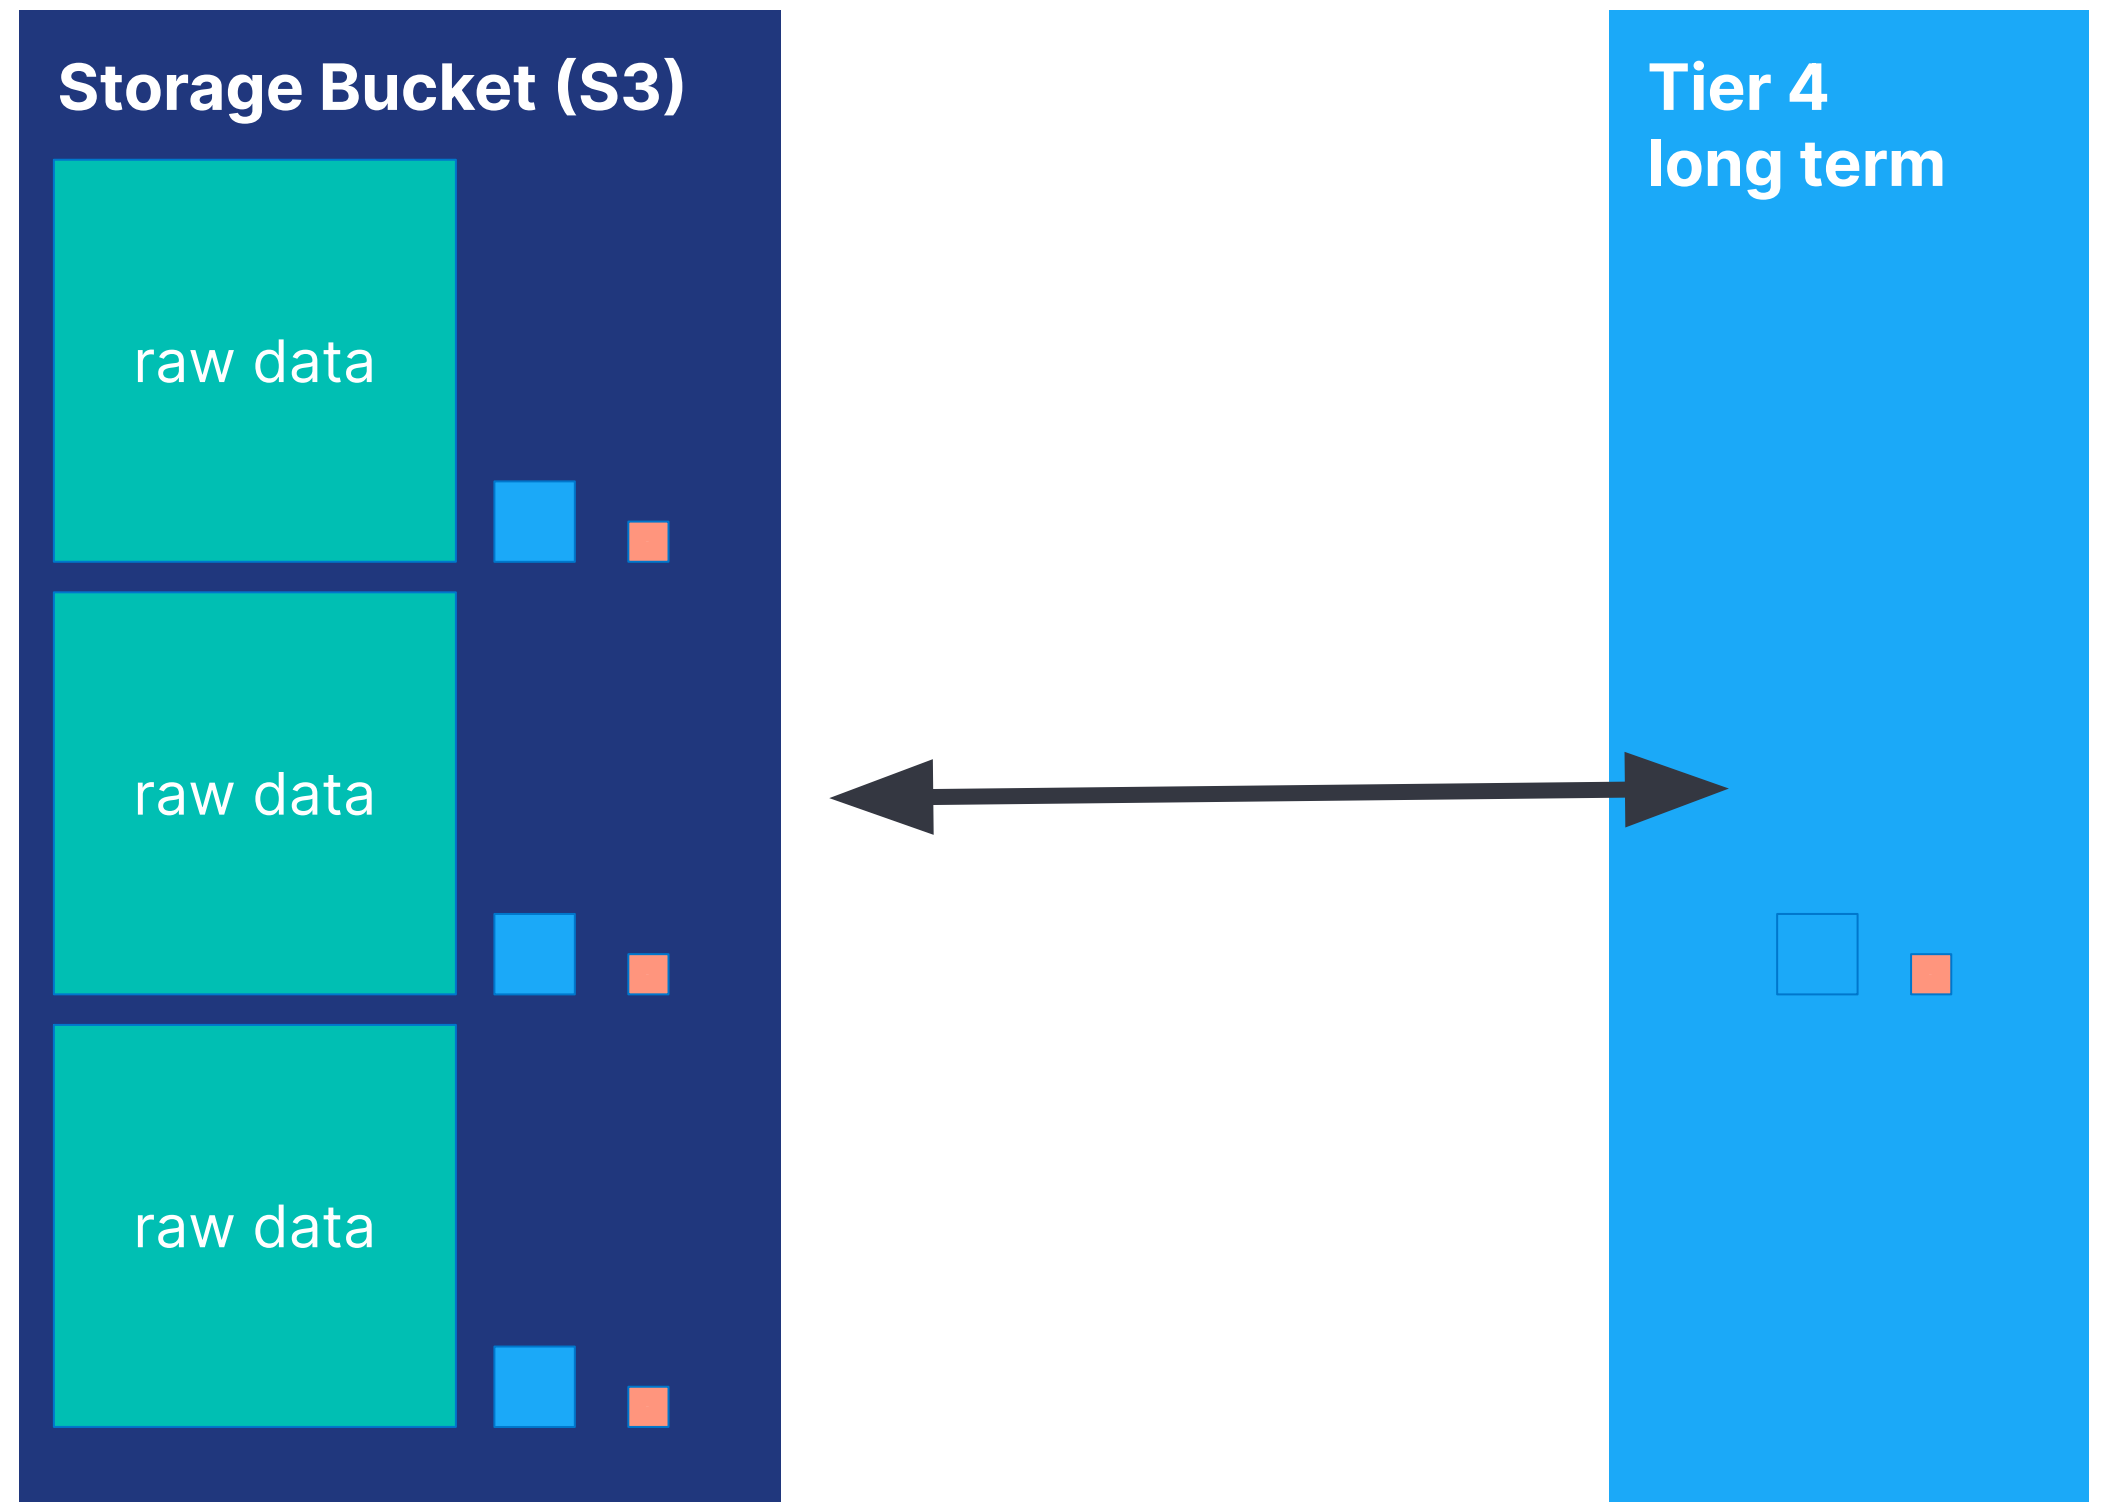 Storage Bucket (S3)
raw data
raw data
raw data
Tier 4
long term